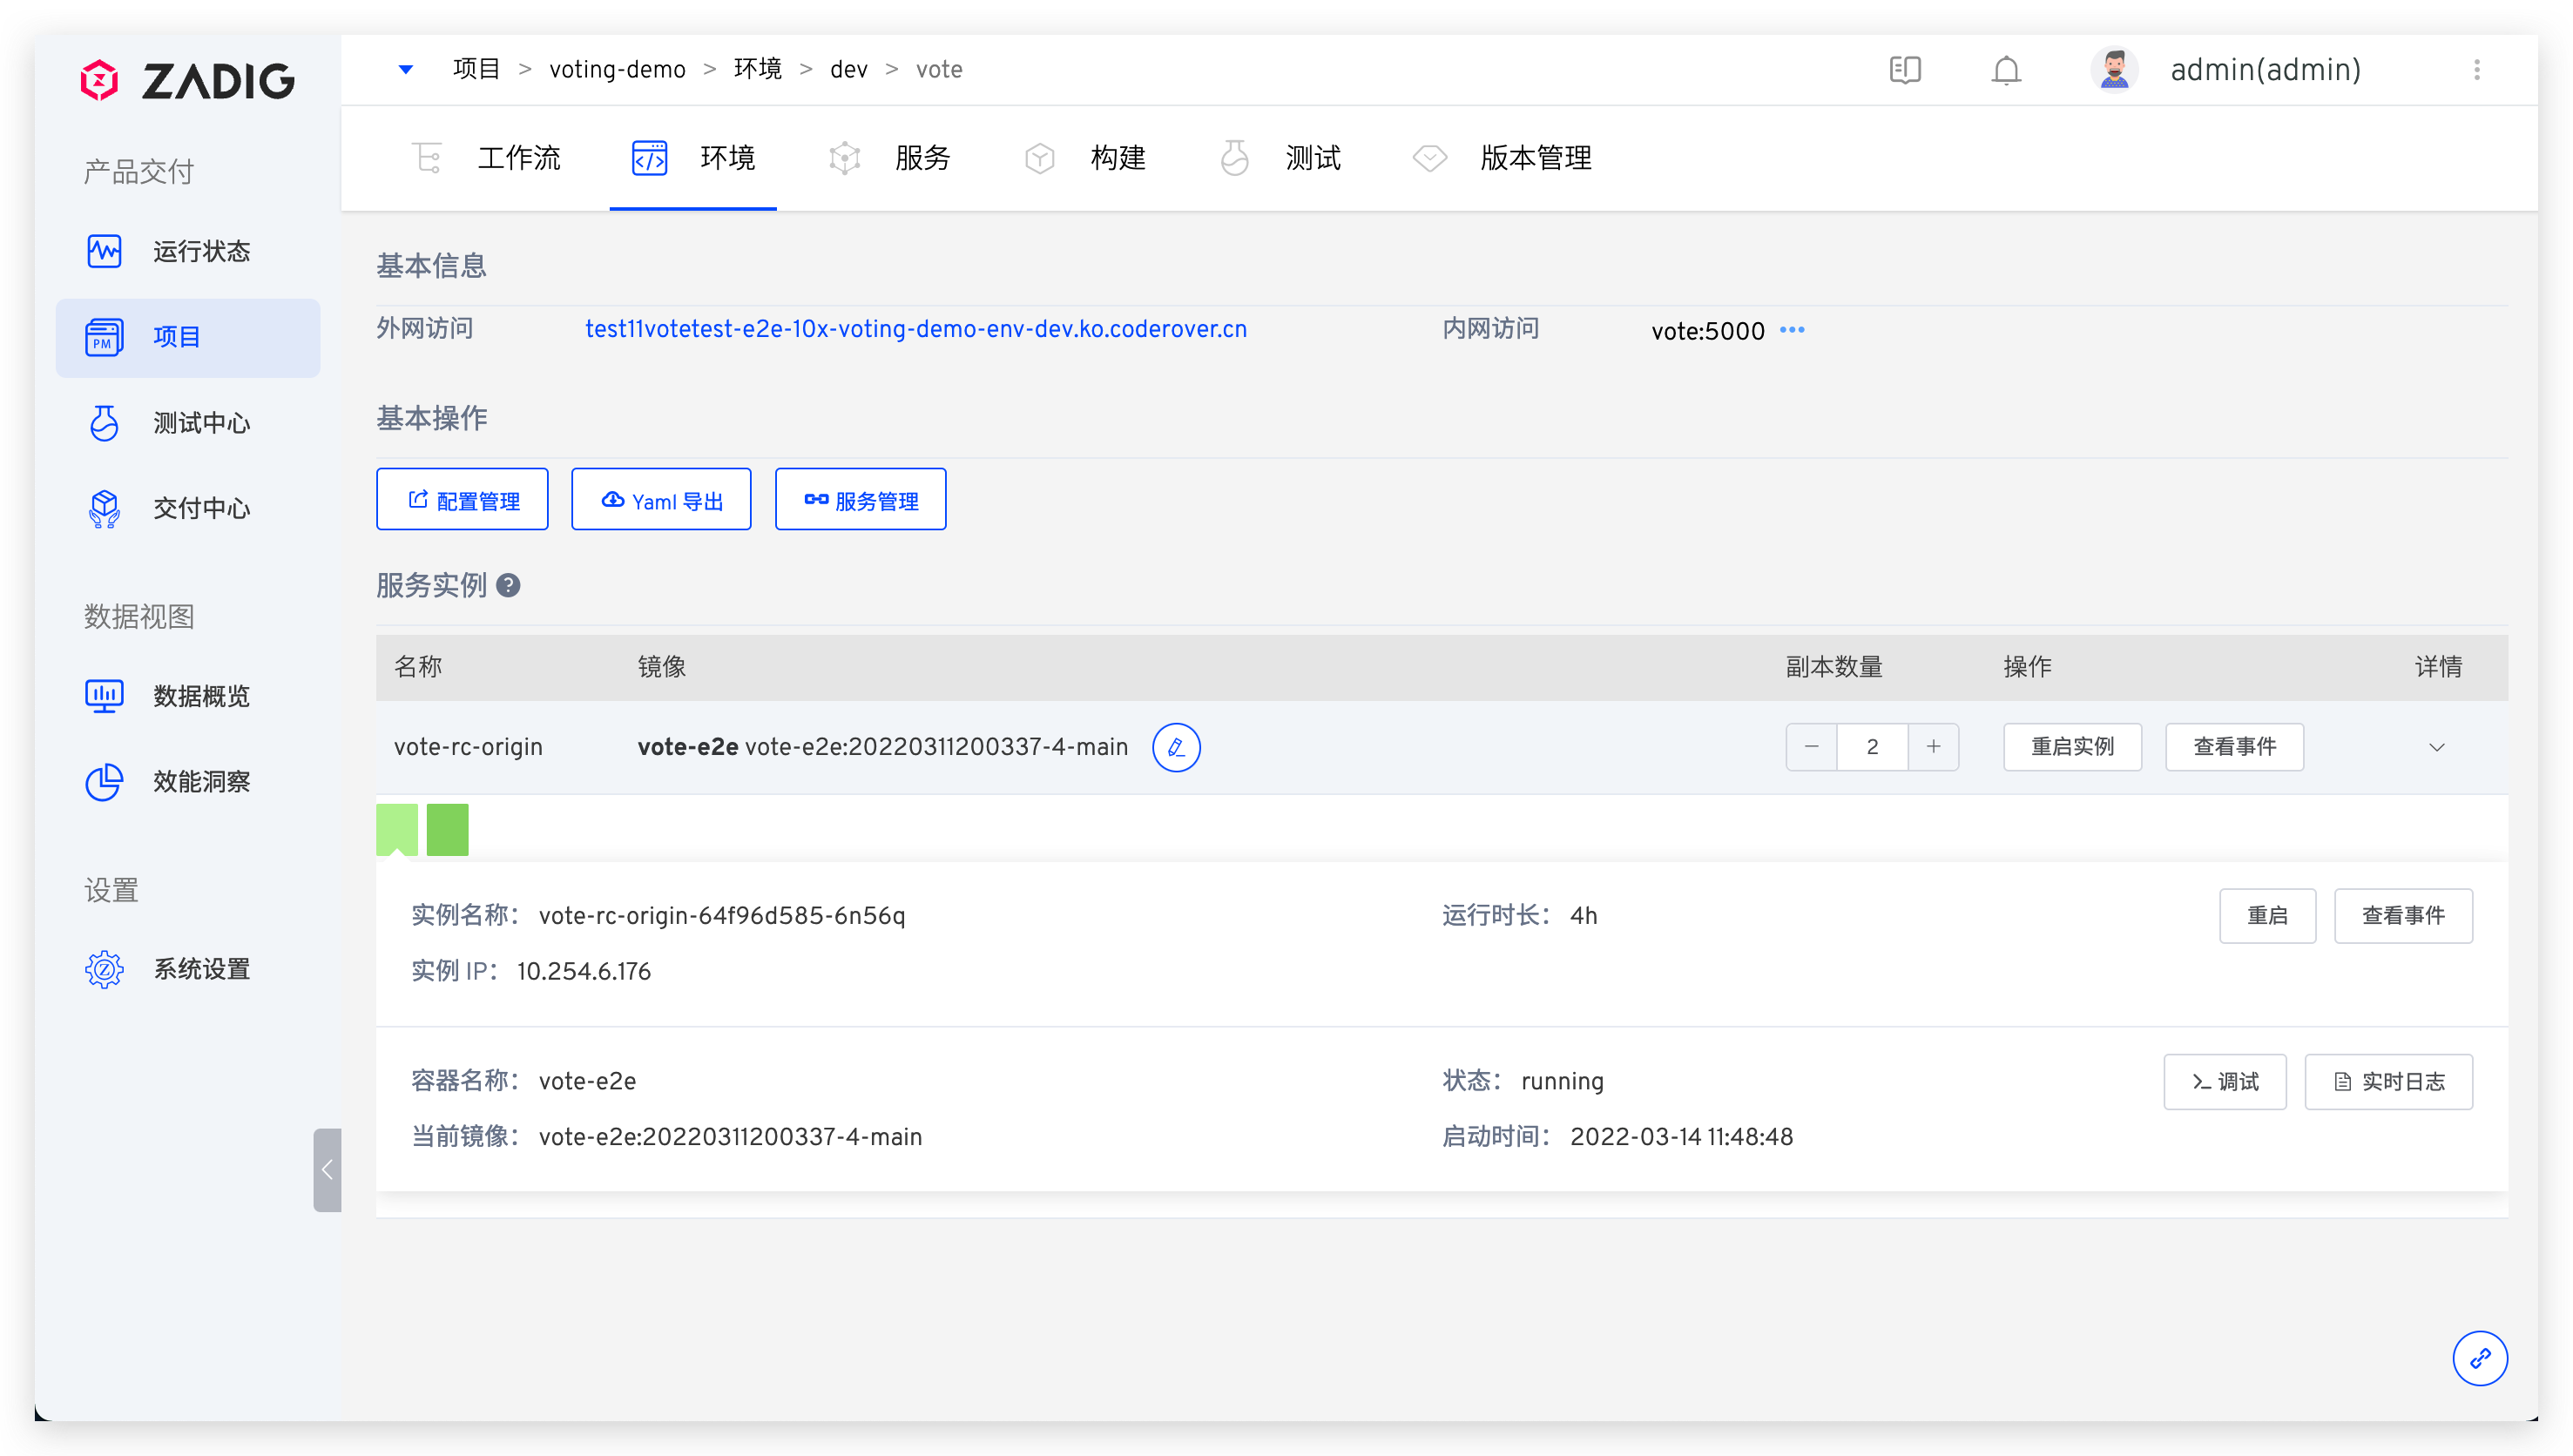 ZADIG
产品交付
运行状态
PM
项目
测试中心
交付中心
数据视图
数据概览
效能洞察
设置
系统设置
项目 > voting-demo > 环境 > dev > vote
admin(admin)
工作流 环境 服务 构建 测试 版本管理
基本信息
外网访问 test11votetest-e2e-10x-voting-demo-env-dev.ko.coderover.cn 内网访问 vote:5000 •••
基本操作
配置管理 Yaml 导出 服务管理
服务实例 ?
名称 镜像 副本数量 操作 详情
vote-rc-origin vote-e2e vote-e2e:20220311200337-4-main − 2 + 重启实例 查看事件
实例名称： vote-rc-origin-64f96d585-6n56q 运行时长： 4h 重启 查看事件
实例 IP： 10.254.6.176
容器名称： vote-e2e 状态： running >_ 调试 实时日志
当前镜像： vote-e2e:20220311200337-4-main 启动时间： 2022-03-14 11:48:48